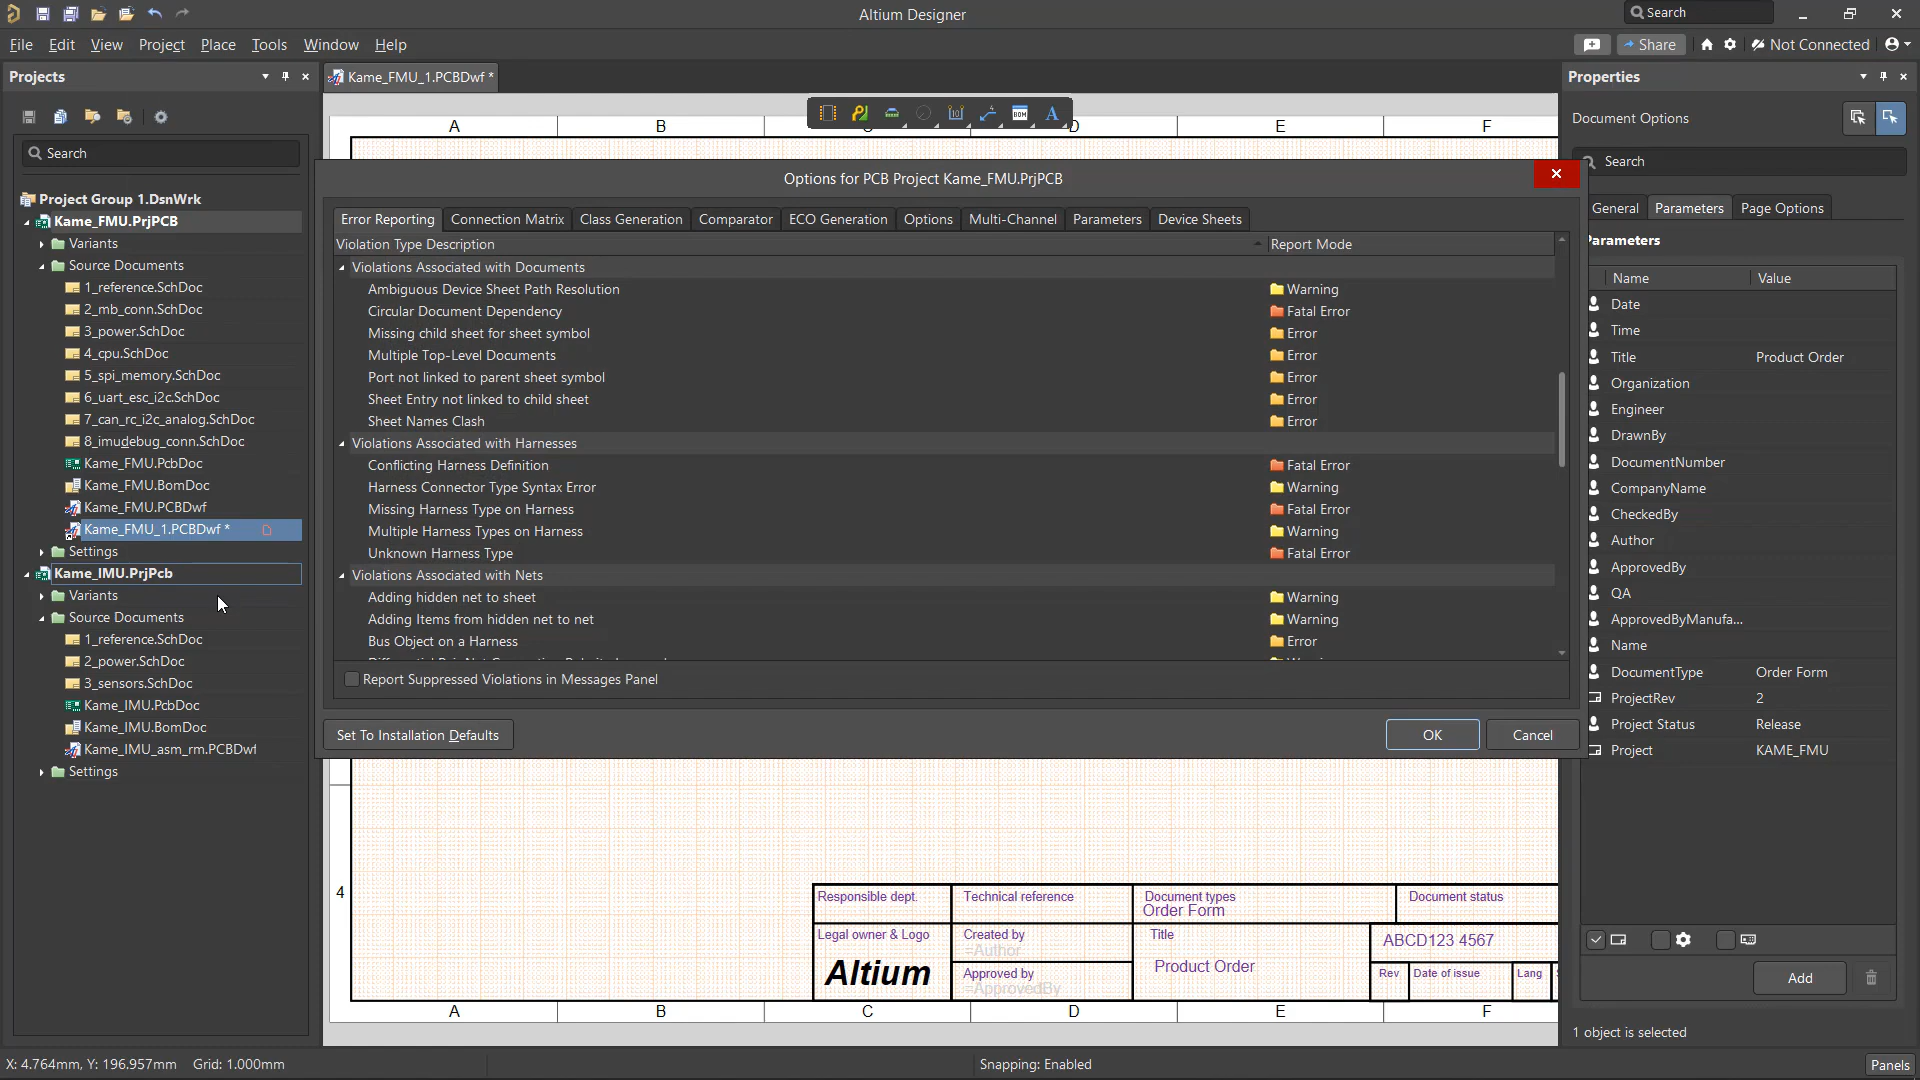 Altium Designer
Search
File Edit View Project Place Tools Window Help
Share
Not Connected
Projects
Search
Project Group 1.DsnWrk
Kame_FMU.PrjPCB
Variants
Source Documents
1_reference.SchDoc
2_mb_conn.SchDoc
3_power.SchDoc
4_cpu.SchDoc
5_spi_memory.SchDoc
6_uart_esc_i2c.SchDoc
7_can_rc_i2c_analog.SchDoc
8_imudebug_conn.SchDoc
Kame_FMU.PcbDoc
Kame_FMU.BomDoc
Kame_FMU.PCBDwf
Kame_FMU_1.PCBDwf *
Settings
Kame_IMU.PrjPcb
Variants
Source Documents
1_reference.SchDoc
2_power.SchDoc
3_sensors.SchDoc
Kame_IMU.PcbDoc
Kame_IMU.BomDoc
Kame_IMU_asm_rm.PCBDwf
Settings
Kame_FMU_1.PCBDwf *
A B C D E F
Options for PCB Project Kame_FMU.PrjPCB
Error Reporting Connection Matrix Class Generation Comparator ECO Generation Options Multi-Channel Parameters Device Sheets
Violation Type Description Report Mode
Violations Associated with Documents
Ambiguous Device Sheet Path Resolution Warning
Circular Document Dependency Fatal Error
Missing child sheet for sheet symbol Error
Multiple Top-Level Documents Error
Port not linked to parent sheet symbol Error
Sheet Entry not linked to child sheet Error
Sheet Names Clash Error
Violations Associated with Harnesses
Conflicting Harness Definition Fatal Error
Harness Connector Type Syntax Error Warning
Missing Harness Type on Harness Fatal Error
Multiple Harness Types on Harness Warning
Unknown Harness Type Fatal Error
Violations Associated with Nets
Adding hidden net to sheet Warning
Adding Items from hidden net to net Warning
Bus Object on a Harness Error
Report Suppressed Violations in Messages Panel
Set To Installation Defaults OK Cancel
4
Responsible dept. Technical reference Document types Document status
Order Form
Legal owner & Logo Created by Title
=Author
ABCD123 4567
Altium
Product Order
Approved by
=ApprovedBy
Rev Date of issue Lang
A B C D E F
Properties
Document Options
Search
General Parameters Page Options
Parameters
Name Value
Date
Time
Title Product Order
Organization
Engineer
DrawnBy
DocumentNumber
CompanyName
CheckedBy
Author
ApprovedBy
QA
ApprovedByManufa...
Name
DocumentType Order Form
ProjectRev 2
Project Status Release
Project KAME_FMU
Add
1 object is selected
X: 4.764mm, Y: 196.957mm Grid: 1.000mm
Snapping: Enabled
Panels